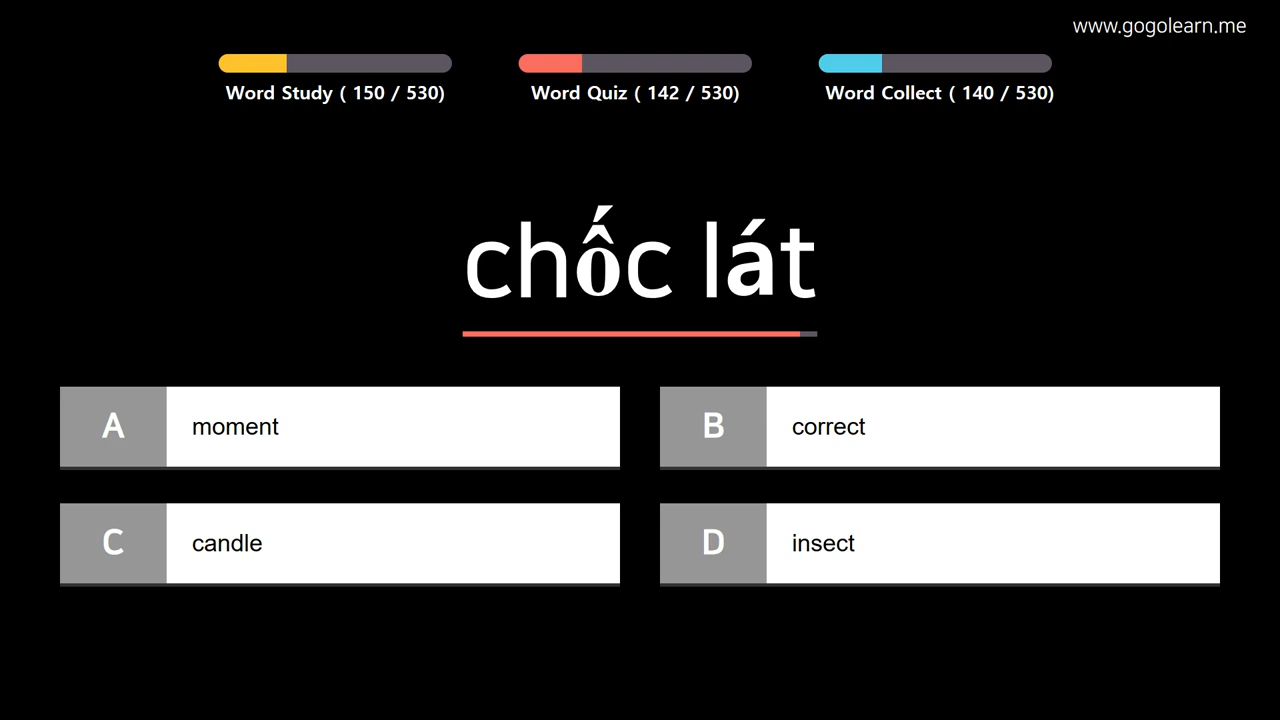 www.gogolearn.me
Word Study ( 150 / 530)
Word Quiz ( 142 / 530)
Word Collect ( 140 / 530)
chốc lát
A moment
B correct
C candle
D insect